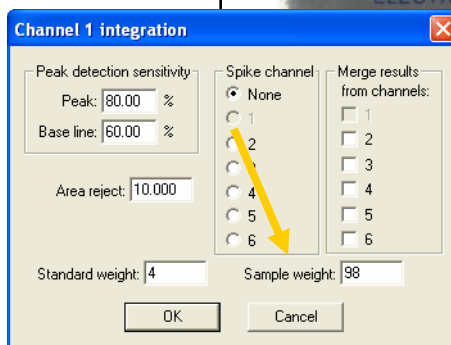 ELECTR
Channel 1 integration
Peak detection sensitivity
Peak: 80.00 %
Base line: 60.00 %
Area reject: 10.000
Spike channel
None
1
2
4
5
6
Merge results
from channels:
1
2
3
4
5
6
Standard weight: 4
Sample weight: 98
OK
Cancel